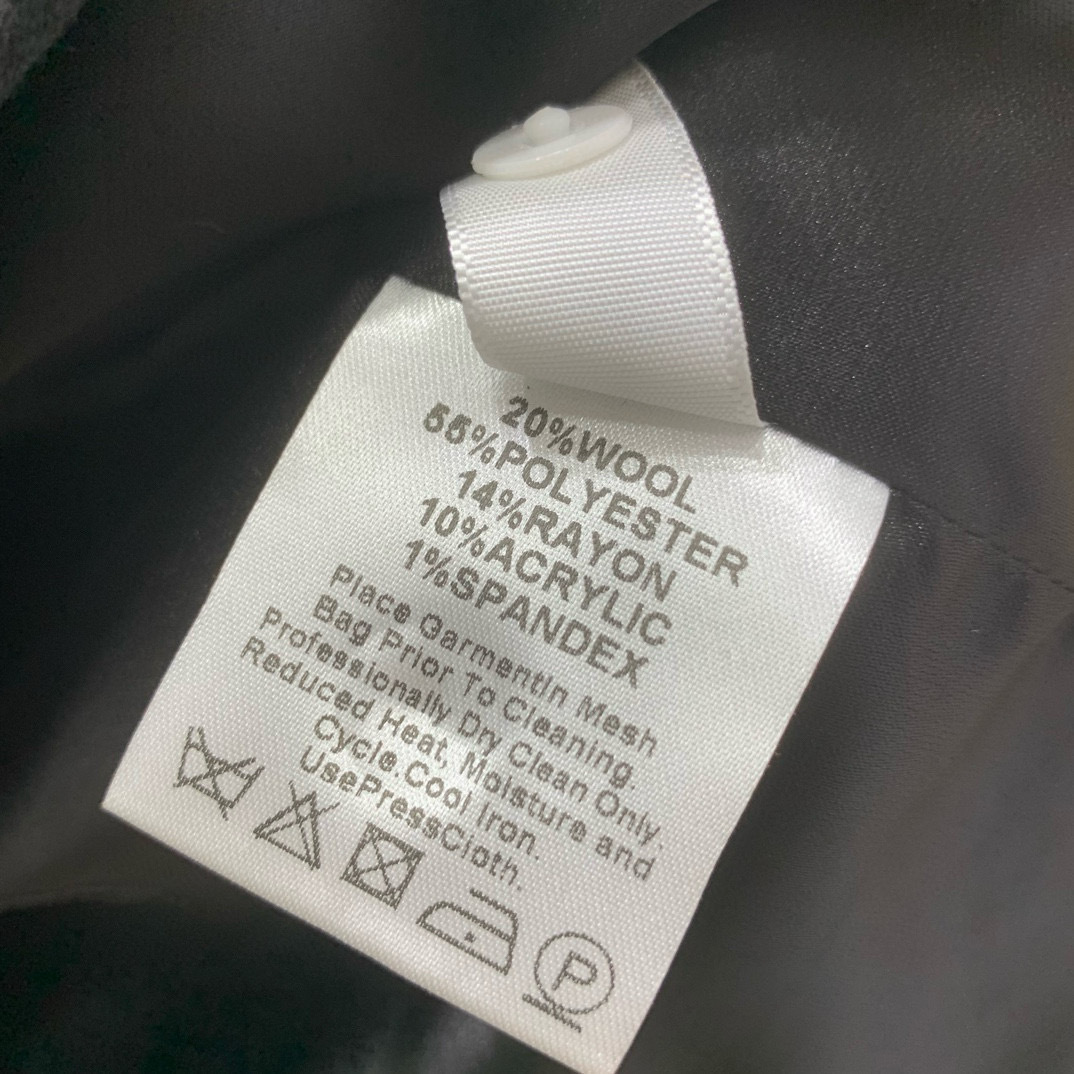 20%WOOL
55%POLYESTER
14%RAYON
10%ACRYLIC
1%SPANDEX
Place GarmentIn Mesh
Bag Prior To Cleaning.
Professionally Dry Clean Only.
Reduced Heat, Moisture and
Cycle.Cool Iron.
UsePressCloth.
P